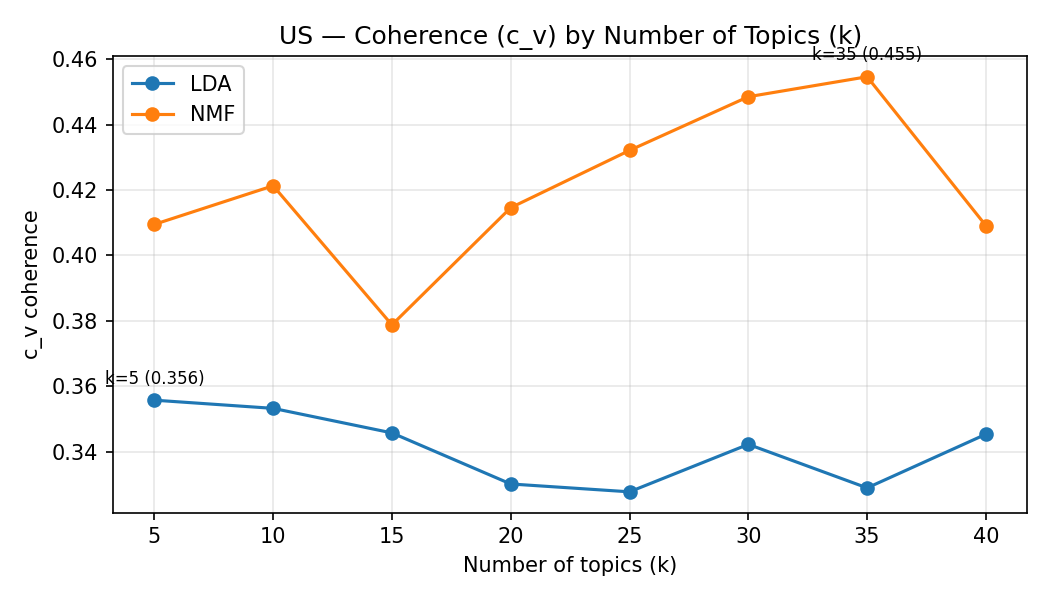 US — Coherence (c_v) by Number of Topics (k)
k=35 (0.455)
LDA
NMF
0.46
0.44
0.42
0.40
0.38
0.36
0.34
c_v coherence
k=5 (0.356)
5 10 15 20 25 30 35 40
Number of topics (k)